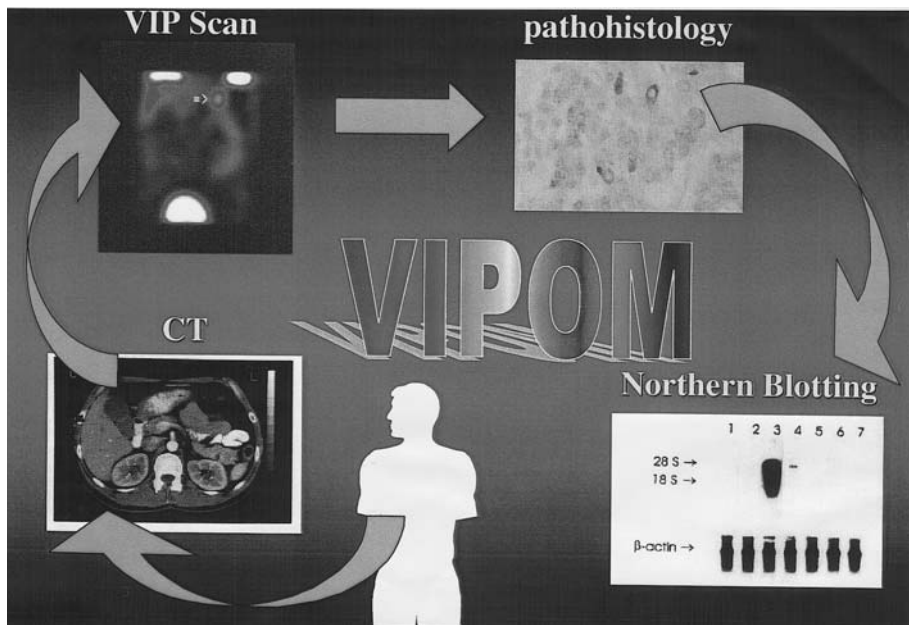 VIP Scan
pathohistology
VIPOM
CT
Northern Blotting
1 2 3 4 5 6 7
28 S →
18 S →
β-actin →